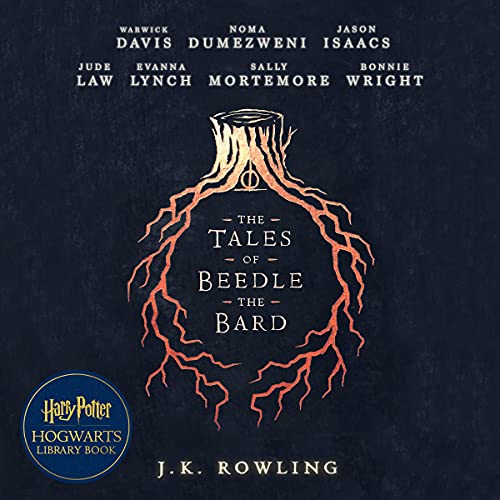 WARWICK NOMA JASON
DAVIS DUMEZWENI ISAACS
JUDE EVANNA SALLY BONNIE
LAW LYNCH MORTEMORE WRIGHT
THE
TALES
OF
BEEDLE
THE
BARD
Harry Potter
HOGWARTS
LIBRARY BOOK
J.K. ROWLING